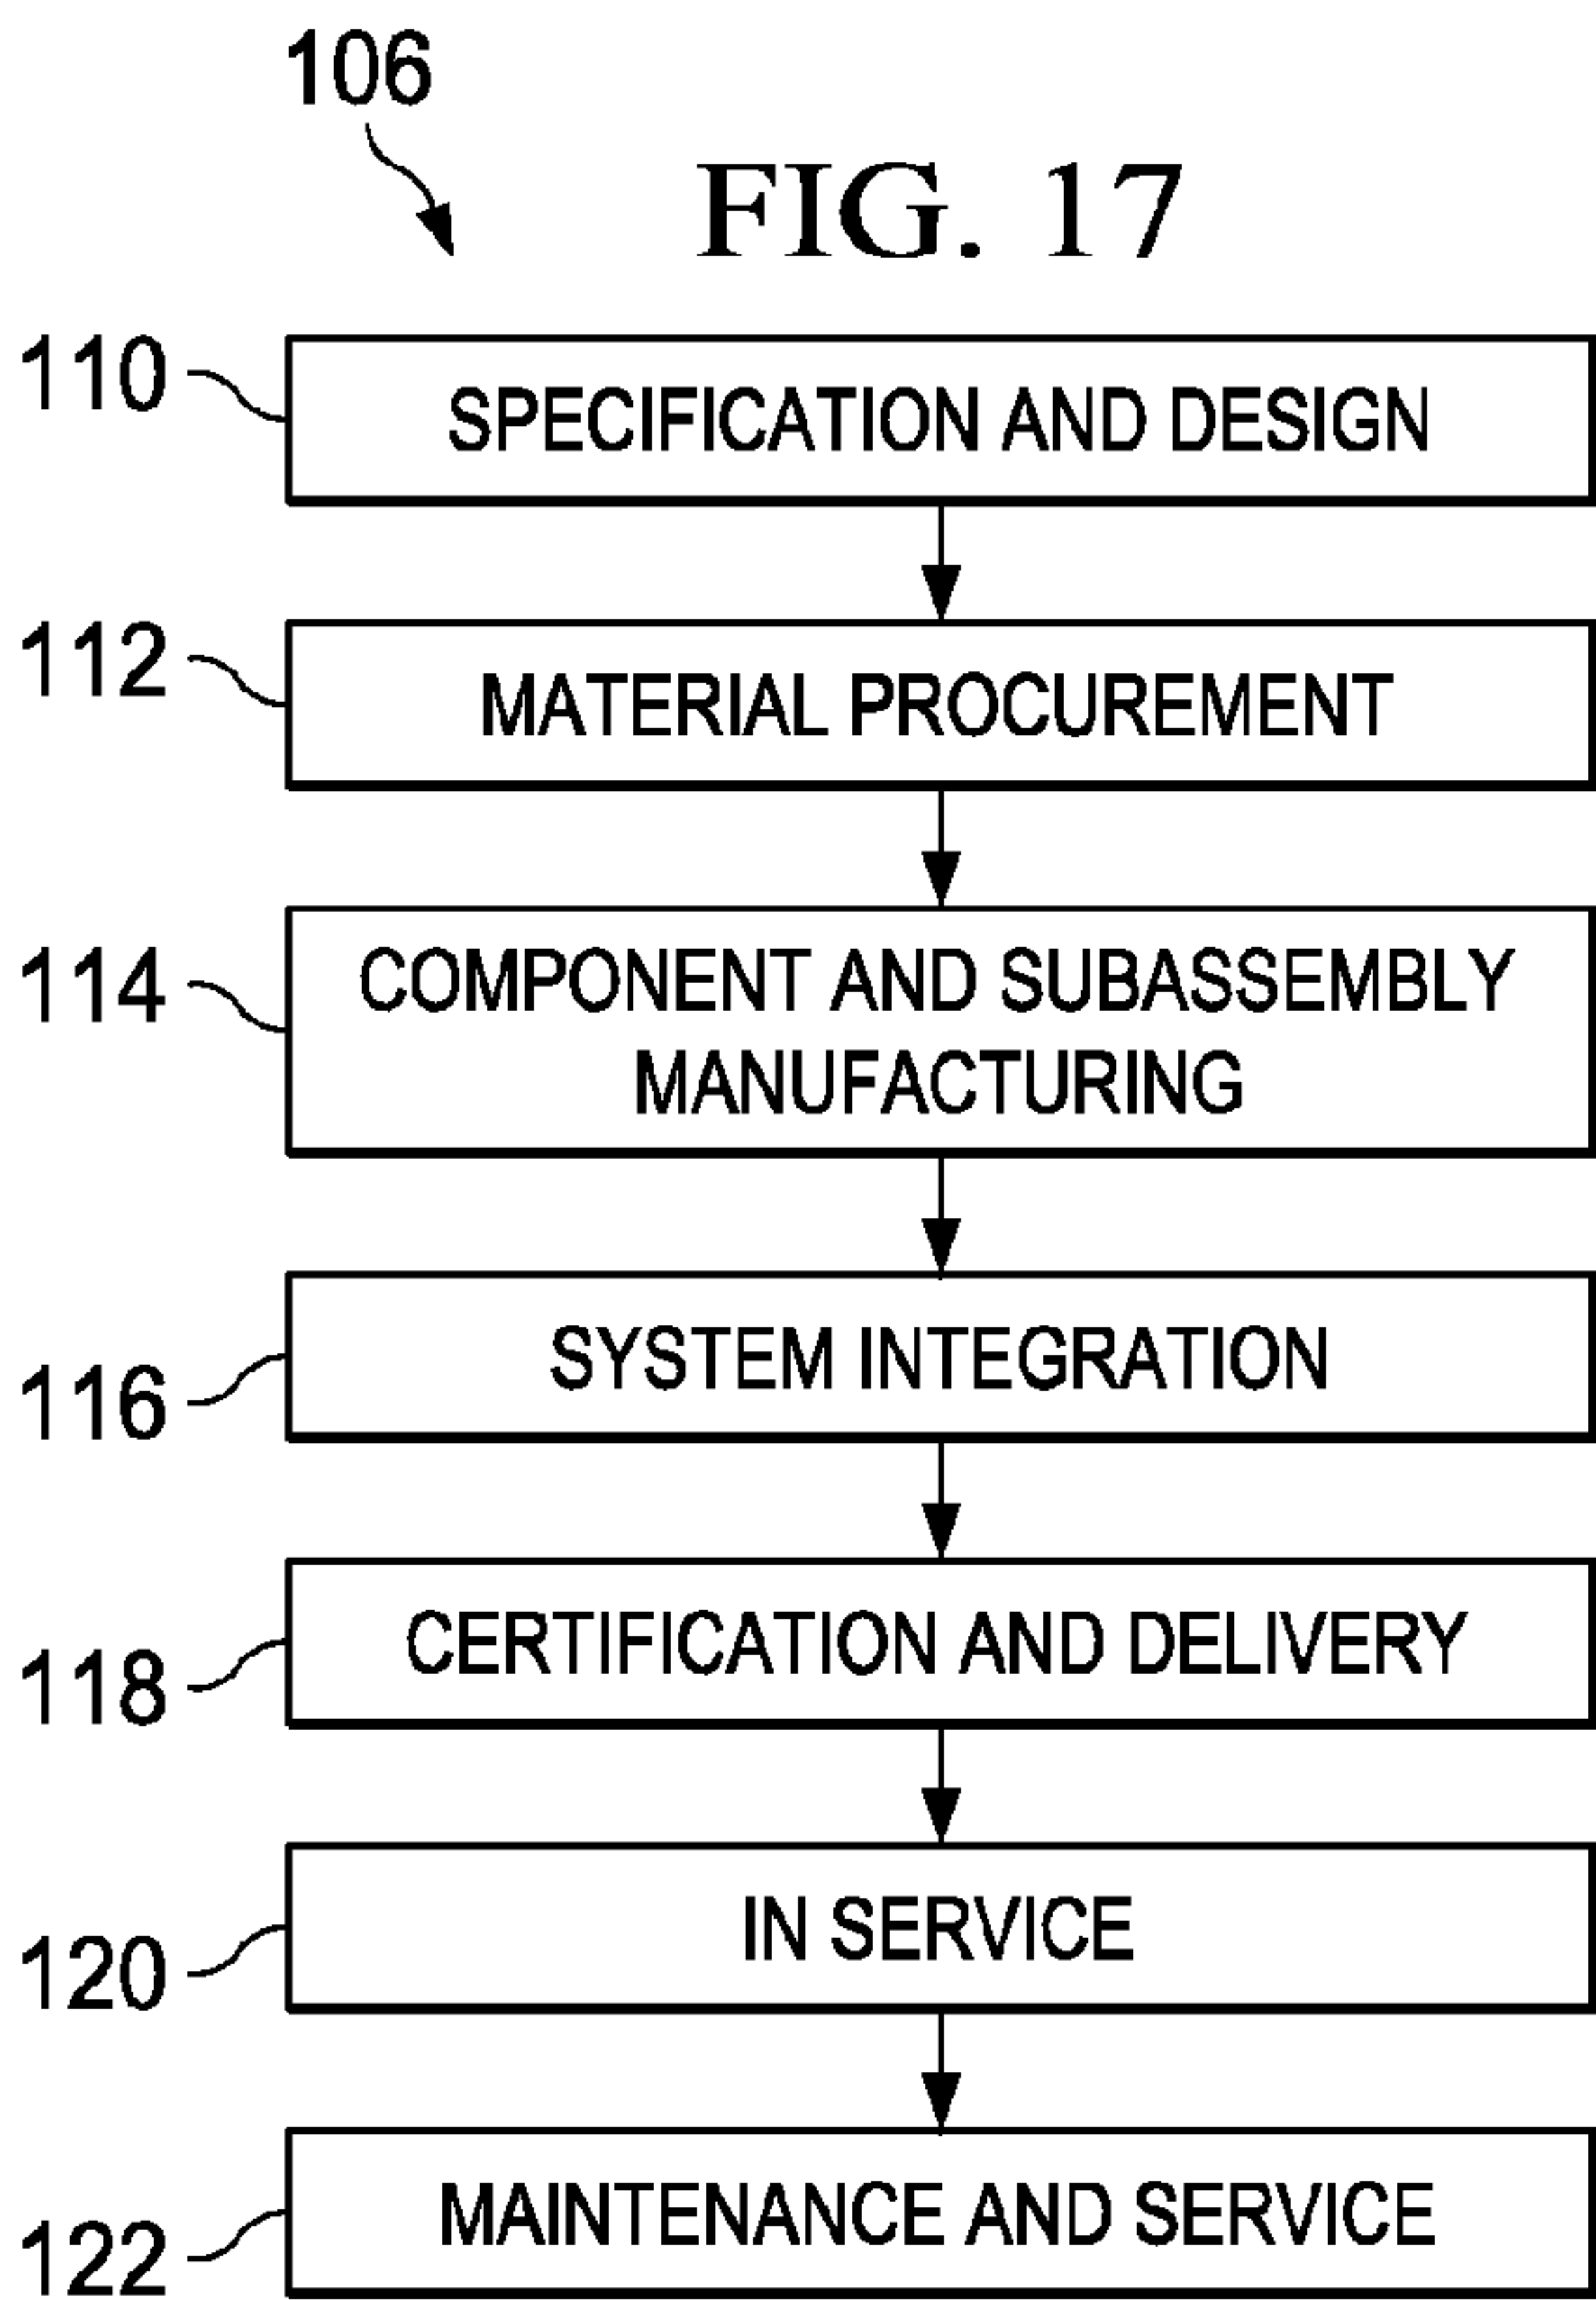 106
FIG. 17
110
SPECIFICATION AND DESIGN
112
MATERIAL PROCUREMENT
114
COMPONENT AND SUBASSEMBLY
MANUFACTURING
116
SYSTEM INTEGRATION
118
CERTIFICATION AND DELIVERY
120
IN SERVICE
122
MAINTENANCE AND SERVICE